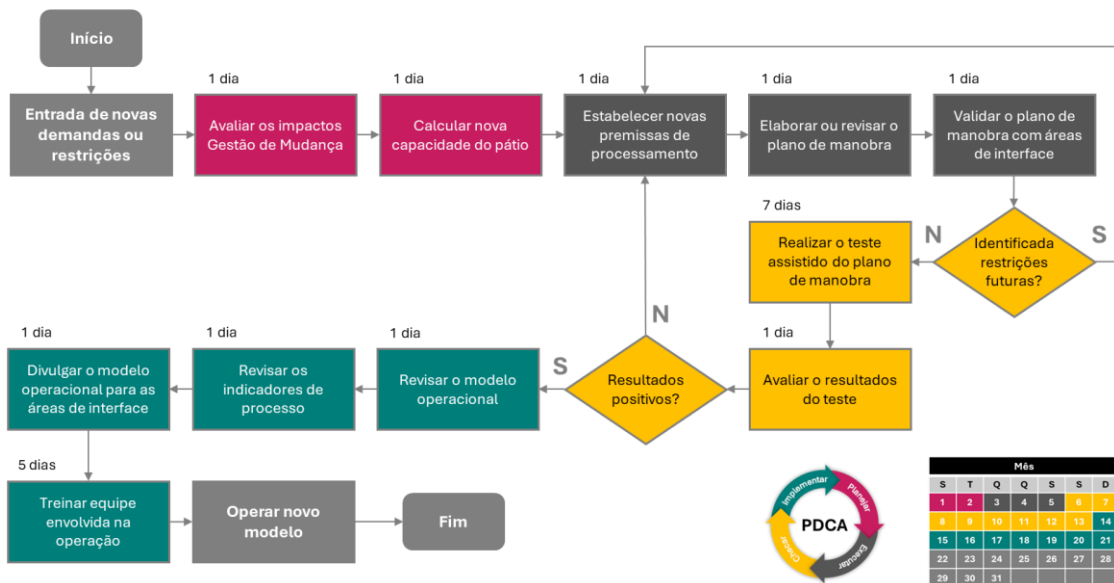 Início
1 dia
1 dia
1 dia
1 dia
1 dia
Entrada de novas
demandas ou
restrições
Avaliar os impactos
Gestão de Mudança
Calcular nova
capacidade do pátio
Estabelecer novas
premissas de
processamento
Elaborar ou revisar o
plano de manobra
Validar o plano de
manobra com áreas
de interface
7 dias
Realizar o teste
assistido do plano
de manobra
N
Identificada
restrições
futuras?
S
N
1 dia
1 dia
1 dia
1 dia
Divulgar o modelo
operacional para as
áreas de interface
Revisar os
indicadores de
processo
Revisar o modelo
operacional
S
Resultados
positivos?
Avaliar o resultados
do teste
5 dias
Treinar equipe
envolvida na
operação
Operar novo
modelo
Fim
Implementar
Planejar
PDCA
Checar
Executar
Mês
S T Q Q S S D
1 2 3 4 5 6 7
8 9 10 11 12 13 14
15 16 17 18 19 20 21
22 23 24 25 26 27 28
29 30 31